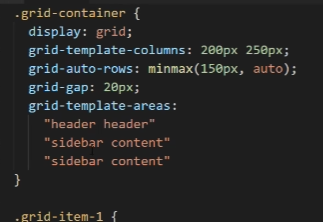 .grid-container {
display: grid;
grid-template-columns: 200px 250px;
grid-auto-rows: minmax(150px, auto);
grid-gap: 20px;
grid-template-areas:
"header header"
"sidebar content"
"sidebar content"
}
.grid-item-1 {